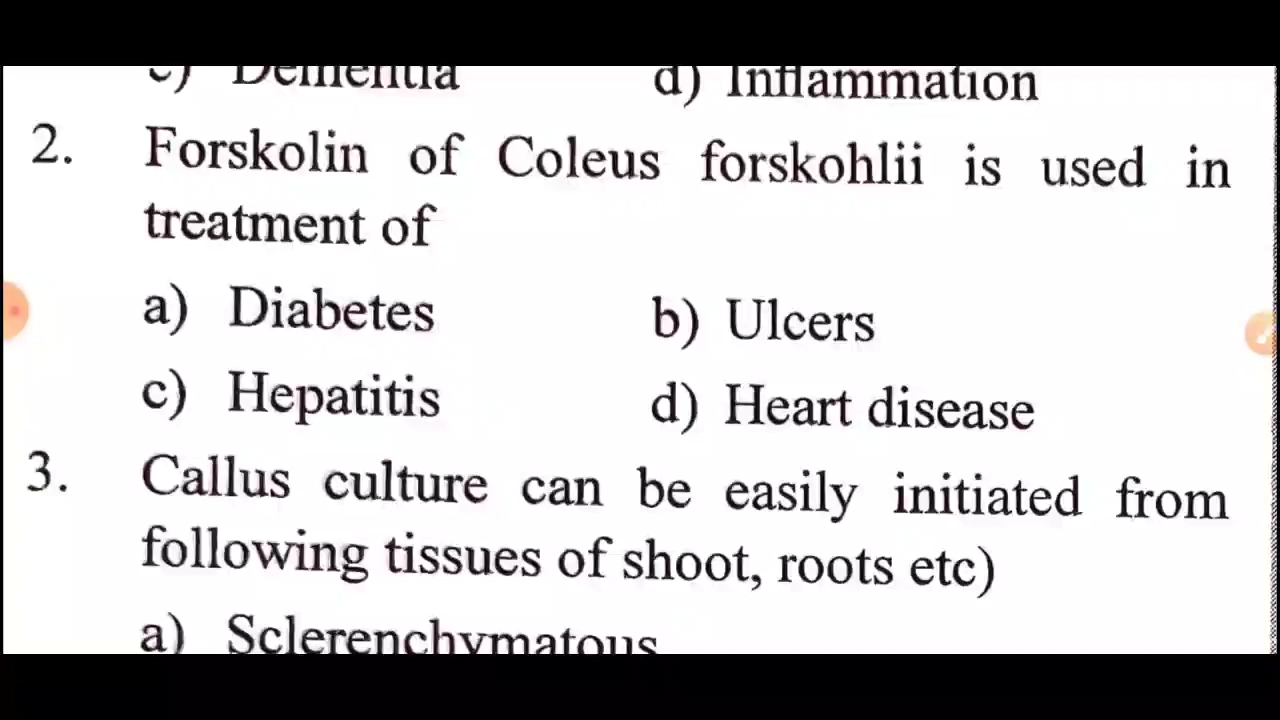 c) Dementia d) Inflammation
2. Forskolin of Coleus forskohlii is used in
treatment of
a) Diabetes b) Ulcers
c) Hepatitis d) Heart disease
3. Callus culture can be easily initiated from
following tissues of shoot, roots etc)
a) Sclerenchymatous